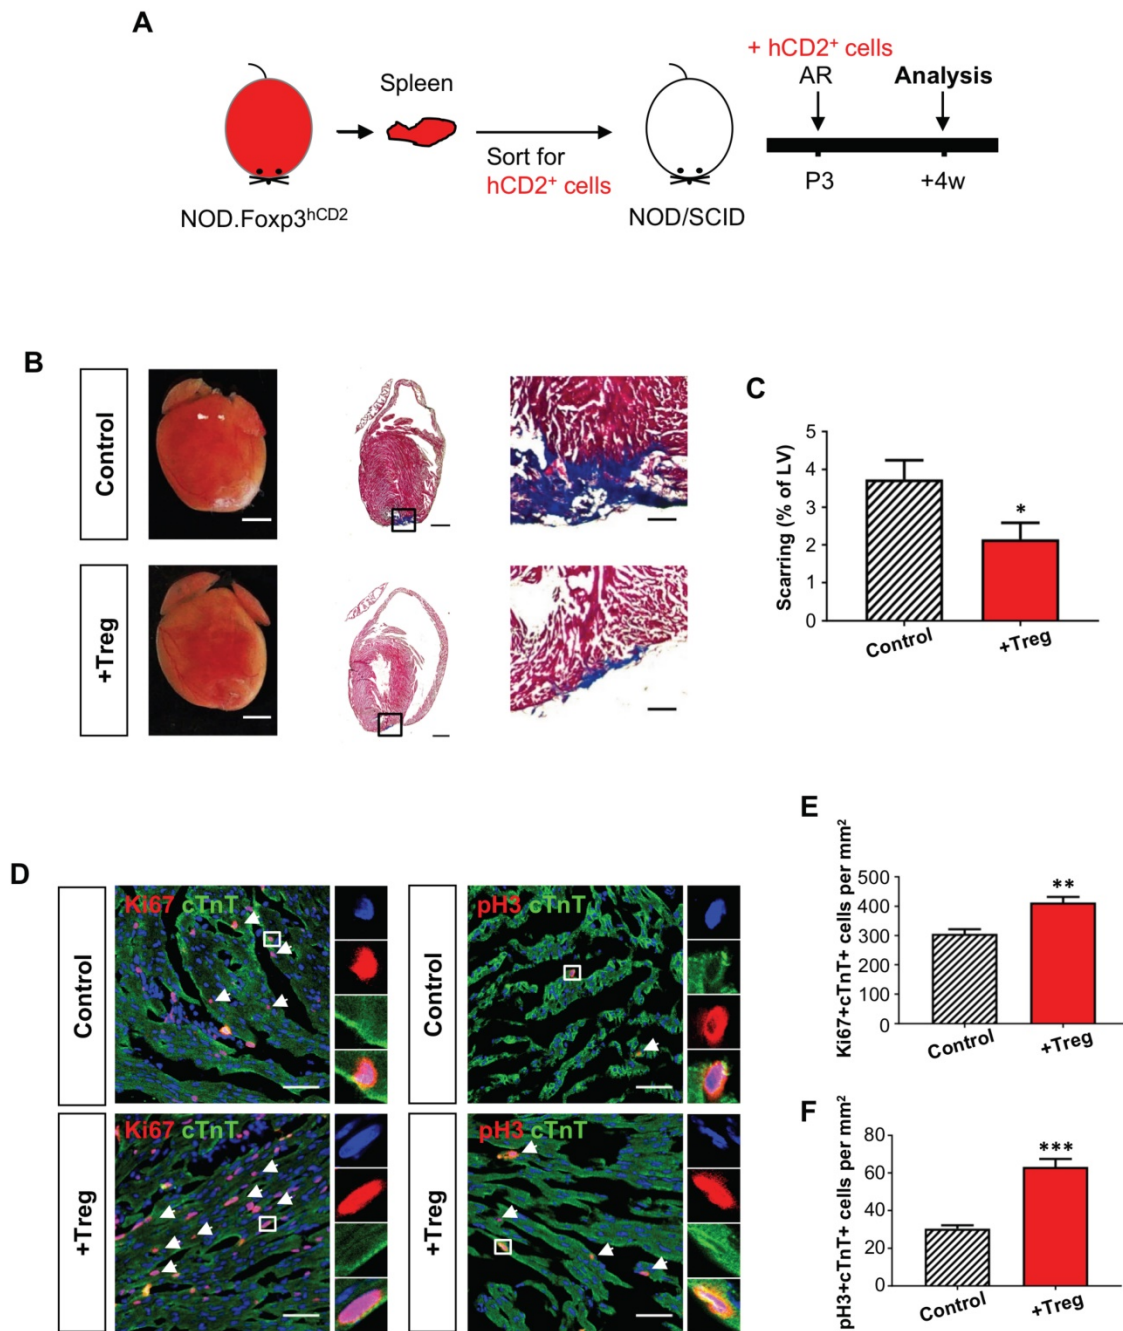 A
+ hCD2⁺ cells
AR
Analysis
Spleen
Sort for
hCD2⁺ cells
P3
+4w
NOD.Foxp3ʰᶜᴰ²
NOD/SCID
B
Control
+Treg
C
Scarring (% of LV)
5
4
3
2
1
0
*
Control
+Treg
D
Control
Ki67 cTnT
Control
pH3 cTnT
+Treg
Ki67 cTnT
+Treg
pH3 cTnT
E
Ki67+cTnT+ cells per mm²
500
400
300
200
100
0
**
Control
+Treg
F
pH3+cTnT+ cells per mm²
80
60
40
20
0
***
Control
+Treg